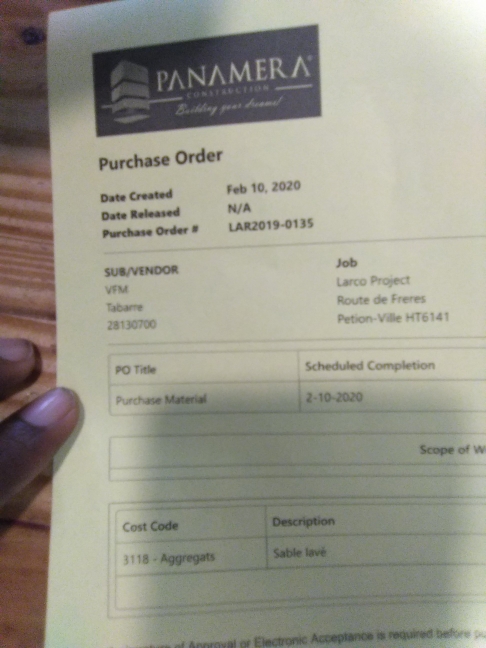 PANAMERA
CONSTRUCTION
Building your dreams!
Purchase Order
Date Created Feb 10, 2020
Date Released N/A
Purchase Order # LAR2019-0135
SUB/VENDOR Job
VFM Larco Project
Tabarre Route de Freres
28130700 Petion-Ville HT6141
PO Title Scheduled Completion
Purchase Material 2-10-2020
Scope of W
Cost Code Description
3118 - Aggregats Sable lavé
of Approval or Electronic Acceptance is required before